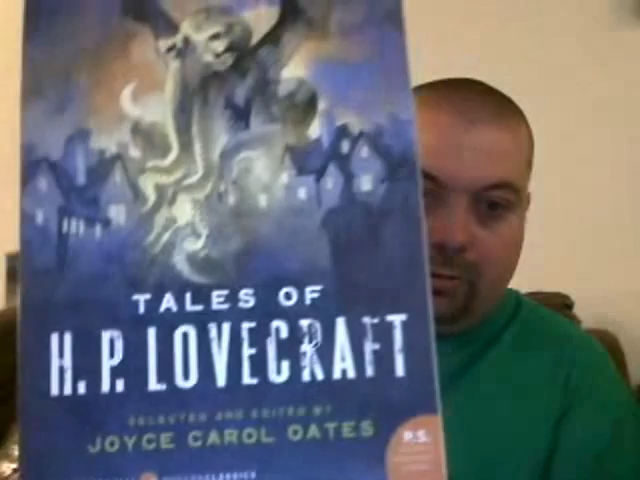 TALES OF
H. P. LOVECRAFT
SELECTED AND EDITED BY
JOYCE CAROL OATES
P.S.